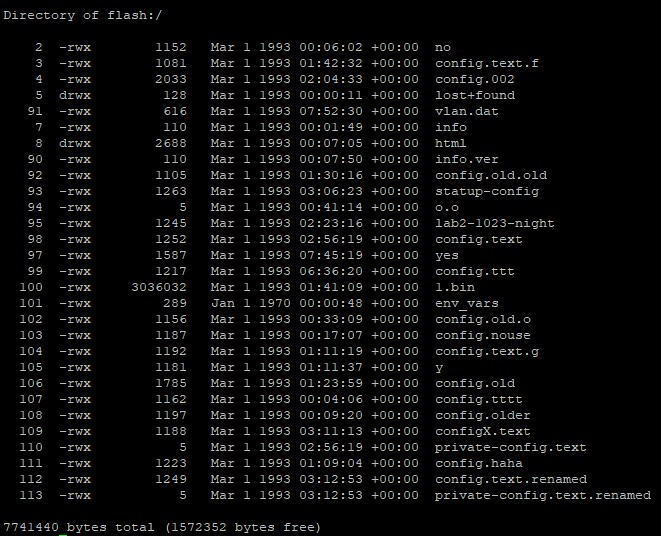 Directory of flash:/
2 -rwx 1152 Mar 1 1993 00:06:02 +00:00 no
3 -rwx 1081 Mar 1 1993 01:42:32 +00:00 config.text.f
4 -rwx 2033 Mar 1 1993 02:04:33 +00:00 config.002
5 drwx 128 Mar 1 1993 00:00:11 +00:00 lost+found
91 -rwx 616 Mar 1 1993 07:52:30 +00:00 vlan.dat
7 -rwx 110 Mar 1 1993 00:01:49 +00:00 info
8 drwx 2688 Mar 1 1993 00:07:05 +00:00 html
90 -rwx 110 Mar 1 1993 00:07:50 +00:00 info.ver
92 -rwx 1105 Mar 1 1993 01:30:16 +00:00 config.old.old
93 -rwx 1263 Mar 1 1993 03:06:23 +00:00 statup-config
94 -rwx 5 Mar 1 1993 00:41:14 +00:00 o.o
95 -rwx 1245 Mar 1 1993 02:23:16 +00:00 lab2-1023-night
98 -rwx 1252 Mar 1 1993 02:56:19 +00:00 config.text
97 -rwx 1587 Mar 1 1993 07:45:19 +00:00 yes
99 -rwx 1217 Mar 1 1993 06:36:20 +00:00 config.ttt
100 -rwx 3036032 Mar 1 1993 01:41:09 +00:00 1.bin
101 -rwx 289 Jan 1 1970 00:00:48 +00:00 env_vars
102 -rwx 1156 Mar 1 1993 00:33:09 +00:00 config.old.o
103 -rwx 1187 Mar 1 1993 00:17:07 +00:00 config.nouse
104 -rwx 1192 Mar 1 1993 01:11:19 +00:00 config.text.g
105 -rwx 1181 Mar 1 1993 01:11:37 +00:00 y
106 -rwx 1785 Mar 1 1993 01:23:59 +00:00 config.old
107 -rwx 1162 Mar 1 1993 00:04:06 +00:00 config.tttt
108 -rwx 1197 Mar 1 1993 00:09:20 +00:00 config.older
109 -rwx 1188 Mar 1 1993 03:11:13 +00:00 configX.text
110 -rwx 5 Mar 1 1993 02:56:19 +00:00 private-config.text
111 -rwx 1223 Mar 1 1993 01:09:04 +00:00 config.haha
112 -rwx 1249 Mar 1 1993 03:12:53 +00:00 config.text.renamed
113 -rwx 5 Mar 1 1993 03:12:53 +00:00 private-config.text.renamed
7741440 bytes total (1572352 bytes free)